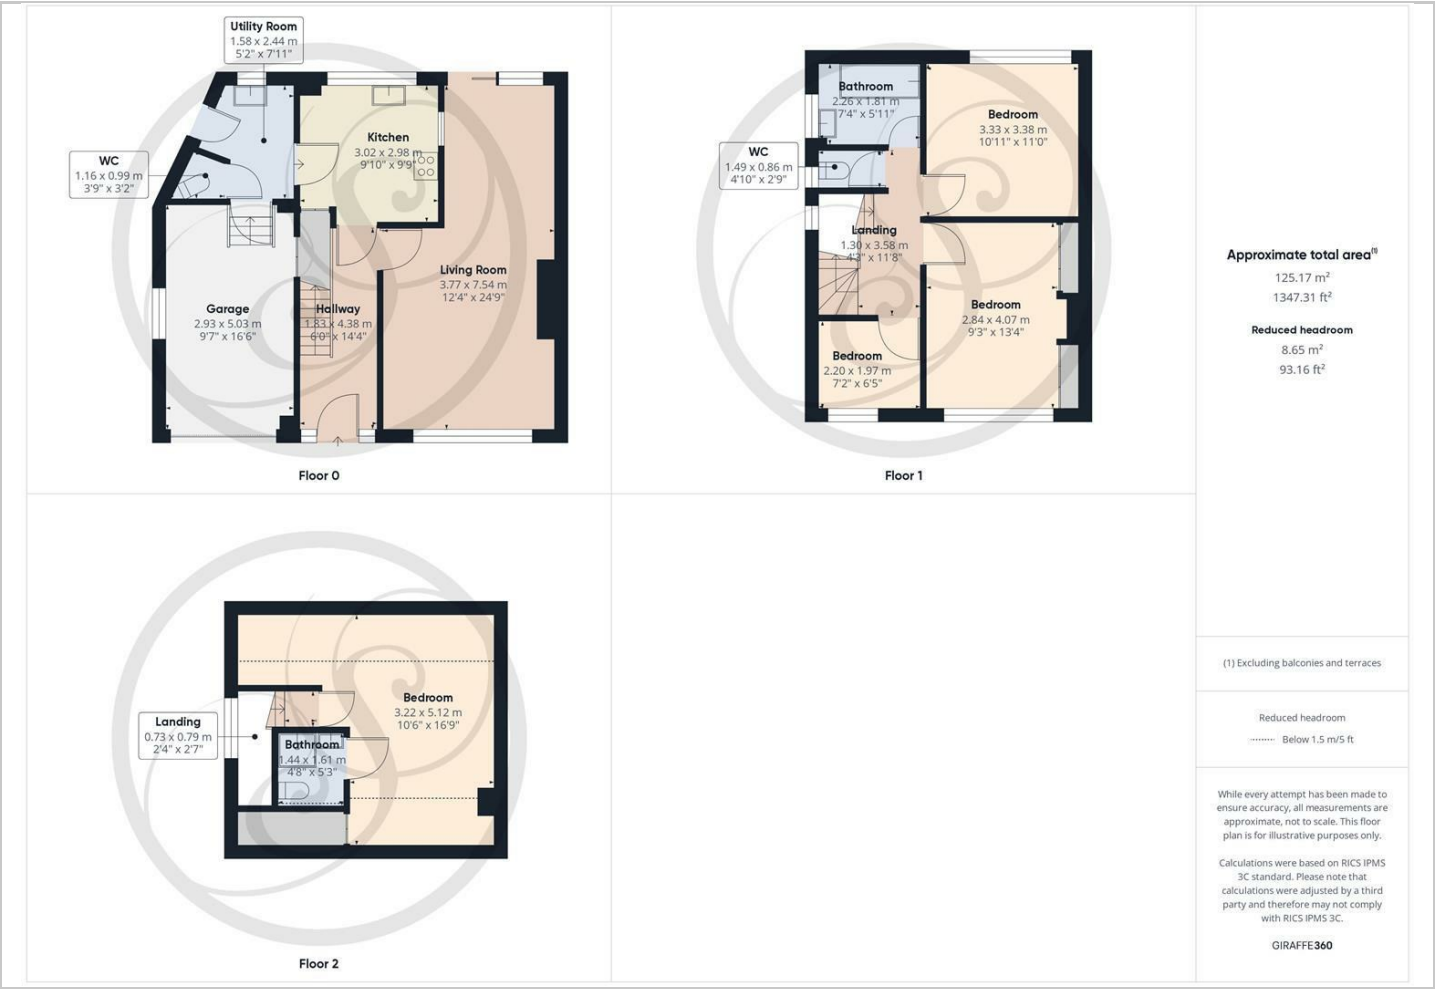 Utility Room
1.58 x 2.44 m
5'2" x 7'11"
WC
1.16 x 0.99 m
3'9" x 3'2"
Kitchen
3.02 x 2.98 m
9'10" x 9'9"
Living Room
3.77 x 7.54 m
12'4" x 24'9"
Garage
2.93 x 5.03 m
9'7" x 16'6"
Hallway
1.83 x 4.38 m
6'0" x 14'4"
Floor 0
Bathroom
2.26 x 1.81 m
7'4" x 5'11"
Bedroom
3.33 x 3.38 m
10'11" x 11'0"
WC
1.49 x 0.86 m
4'10" x 2'9"
Landing
1.30 x 3.58 m
4'3" x 11'8"
Bedroom
2.84 x 4.07 m
9'3" x 13'4"
Bedroom
2.20 x 1.97 m
7'2" x 6'5"
Floor 1
Bedroom
3.22 x 5.12 m
10'6" x 16'9"
Landing
0.73 x 0.79 m
2'4" x 2'7"
Bathroom
1.44 x 1.61 m
4'8" x 5'3"
Floor 2
Approximate total area(1)
125.17 m²
1347.31 ft²
Reduced headroom
8.65 m²
93.16 ft²
(1) Excluding balconies and terraces
Reduced headroom
Below 1.5 m/5 ft
While every attempt has been made to
ensure accuracy, all measurements are
approximate, not to scale. This floor
plan is for illustrative purposes only.
Calculations were based on RICS IPMS
3C standard. Please note that
calculations were adjusted by a third
party and therefore may not comply
with RICS IPMS 3C.
GIRAFFE360